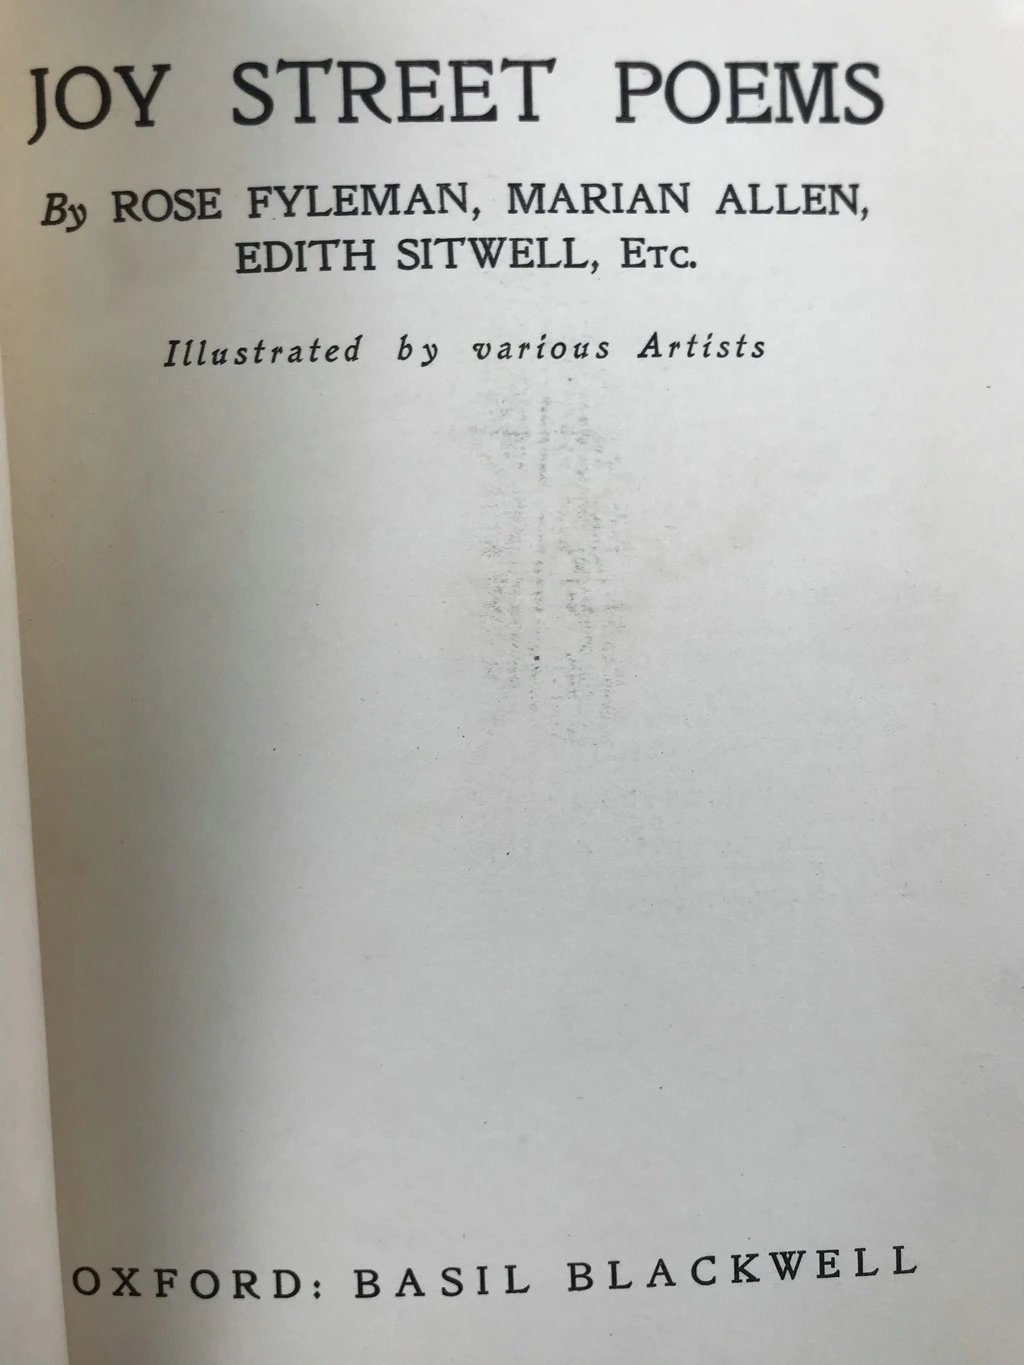 JOY STREET POEMS
By ROSE FYLEMAN, MARIAN ALLEN,
EDITH SITWELL, ETC.
Illustrated by various Artists
OXFORD: BASIL BLACKWELL